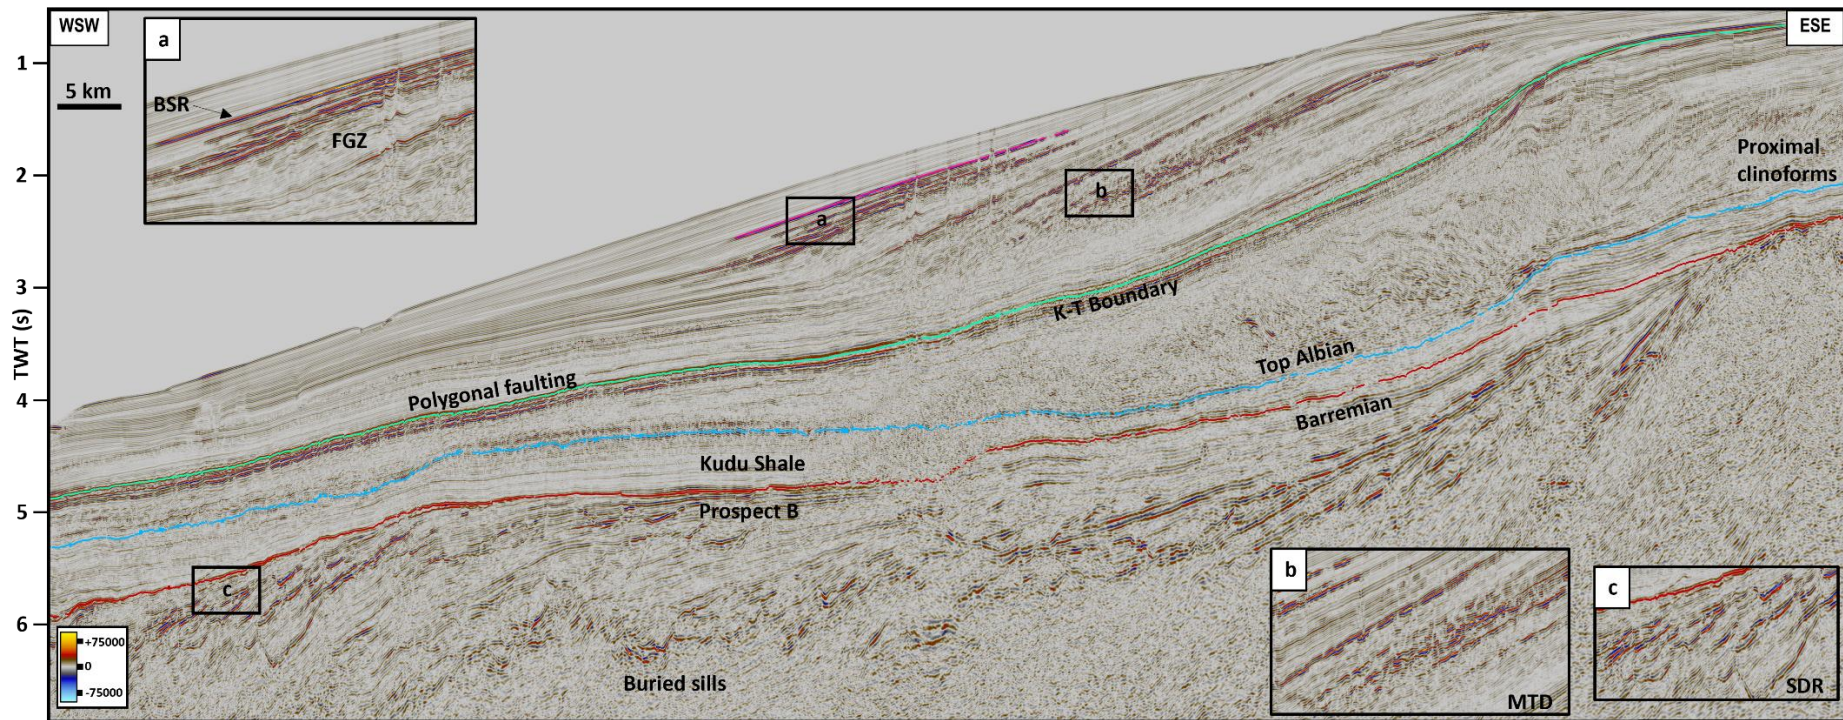 WSW
a
ESE
1
5 km
BSR
FGZ
Proximal
clinoforms
2
b
a
3
K-T Boundary
TWT (s)
Top Albian
Polygonal faulting
4
Barremian
Kudu Shale
5
Prospect B
b
c
c
6
+75000
0
-75000
Buried sills
MTD
SDR